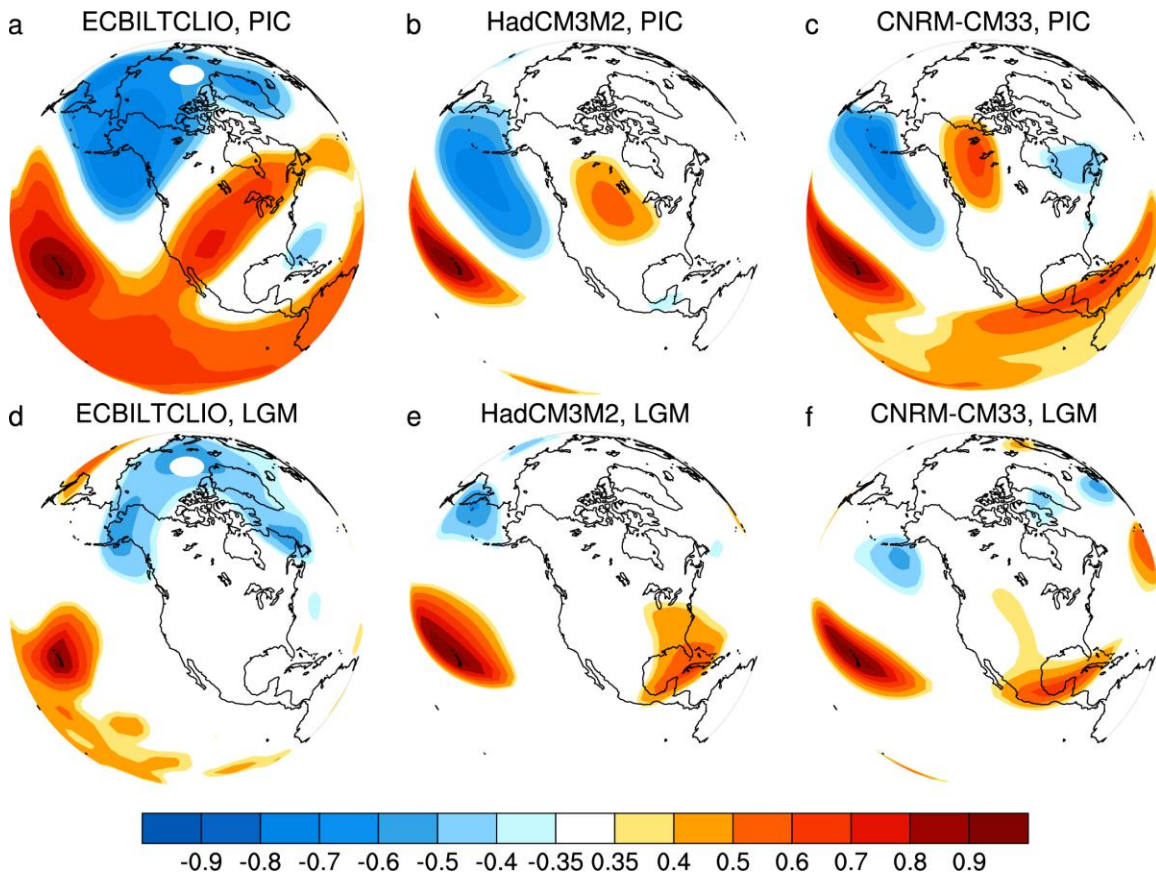 a ECBILTCLIO, PIC b HadCM3M2, PIC c CNRM-CM33, PIC
d ECBILTCLIO, LGM e HadCM3M2, LGM f CNRM-CM33, LGM
-0.9 -0.8 -0.7 -0.6 -0.5 -0.4 -0.35 0.35 0.4 0.5 0.6 0.7 0.8 0.9